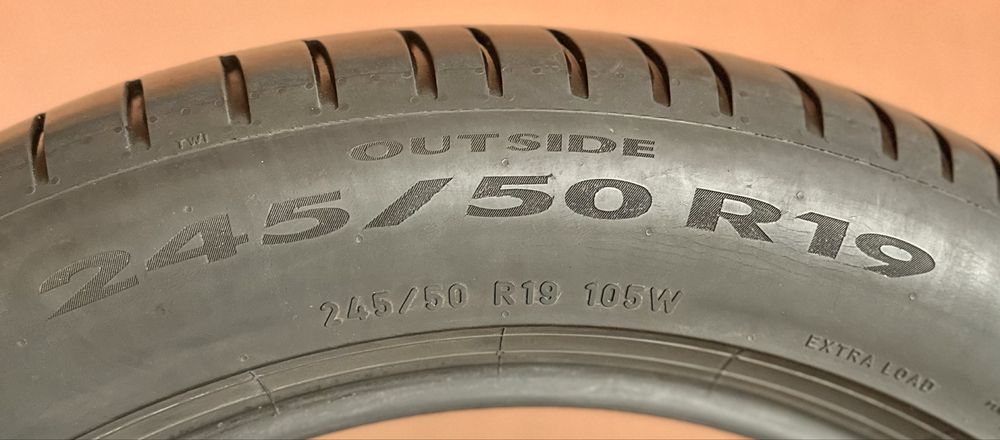 TWI
OUTSIDE
245/50 R19
245/50 R19 105W
EXTRA LOAD